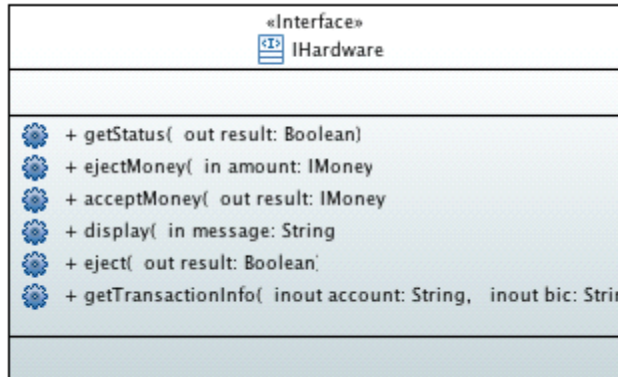 «Interface»
IHardware
+ getStatus( out result: Boolean)
+ ejectMoney( in amount: IMoney
+ acceptMoney( out result: IMoney
+ display( in message: String
+ eject( out result: Boolean
+ getTransactionInfo( inout account: String, inout bic: